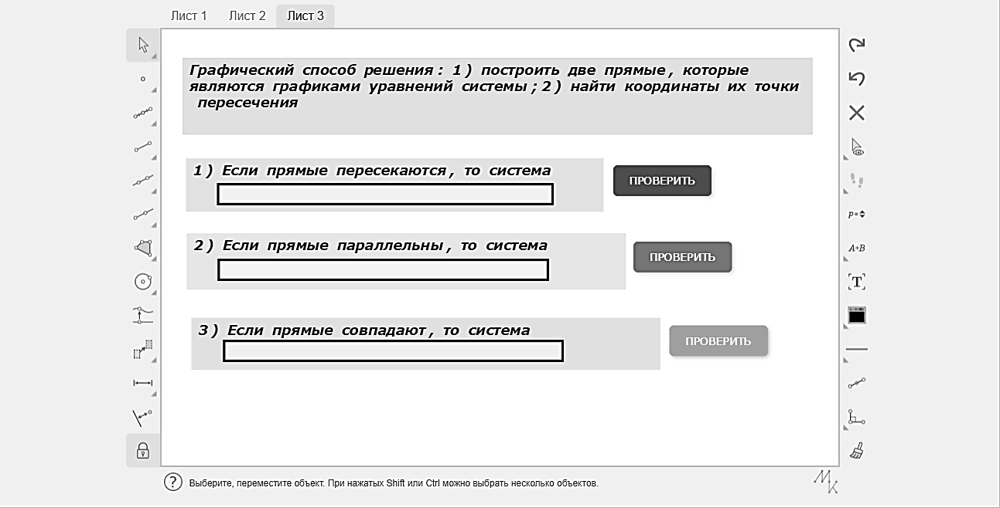 Лист 1 Лист 2 Лист 3
Графический способ решения: 1) построить две прямые, которые
являются графиками уравнений системы; 2) найти координаты их точки
пересечения
1) Если прямые пересекаются, то система
ПРОВЕРИТЬ
2) Если прямые параллельны, то система
ПРОВЕРИТЬ
3) Если прямые совпадают, то система
ПРОВЕРИТЬ
p=
A+B
[T]
? Выберите, переместите объект. При нажатых Shift или Ctrl можно выбрать несколько объектов.
MK